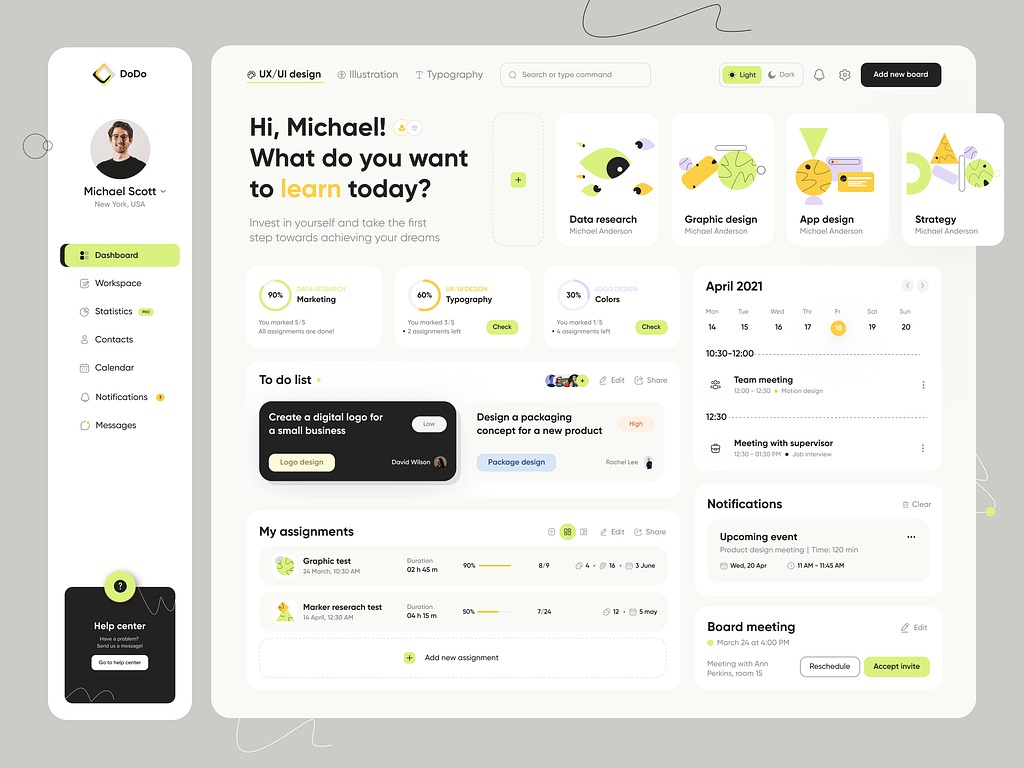 DoDo
Michael Scott
New York, USA
Dashboard
Workspace
Statistics PRO
Contacts
Calendar
Notifications
Messages
?
Help center
Have a problem?
Send us a message!
Go to help center
UX/UI design Illustration Typography
Search or type command
Light Dark
Add new board
Hi, Michael!
What do you want
to learn today?
Invest in yourself and take the first
step towards achieving your dreams
+
Data research
Michael Anderson
Graphic design
Michael Anderson
App design
Michael Anderson
Strategy
Michael Anderson
90%
DATA RESEARCH
Marketing
You marked 5/5
All assignments are done!
60%
UX/UI DESIGN
Typography
You marked 3/5
• 2 assignments left
Check
30%
LOGO DESIGN
Colors
You marked 1/5
• 4 assignments left
Check
To do list
+
Edit Share
Create a digital logo for
a small business
Low
Logo design
David Wilson
Design a packaging
concept for a new product
High
Package design
Rachel Lee
My assignments
Edit Share
Graphic test
24 March, 10:30 AM
Duration
02 h 45 m
90%
8/9
4 • 16 • 3 June
Marker reserach test
14 April, 12:30 AM
Duration
04 h 15 m
50%
7/24
12 • 5 may
+ Add new assignment
April 2021
Mon Tues Wed Thr Fr Sat Sun
14 15 16 17 18 19 20
10:30-12:00
Team meeting
12:00 - 12:30 Motion design
12:30
Meeting with supervisor
12:30 - 01:30 PM • Job interview
Notifications
Clear
Upcoming event
Product design meeting | Time: 120 min
Wed, 20 Apr 11 AM - 11:45 AM
Board meeting
Edit
March 24 at 4:00 PM
Meeting with Ann
Perkins, room 15
Reschedule
Accept invite